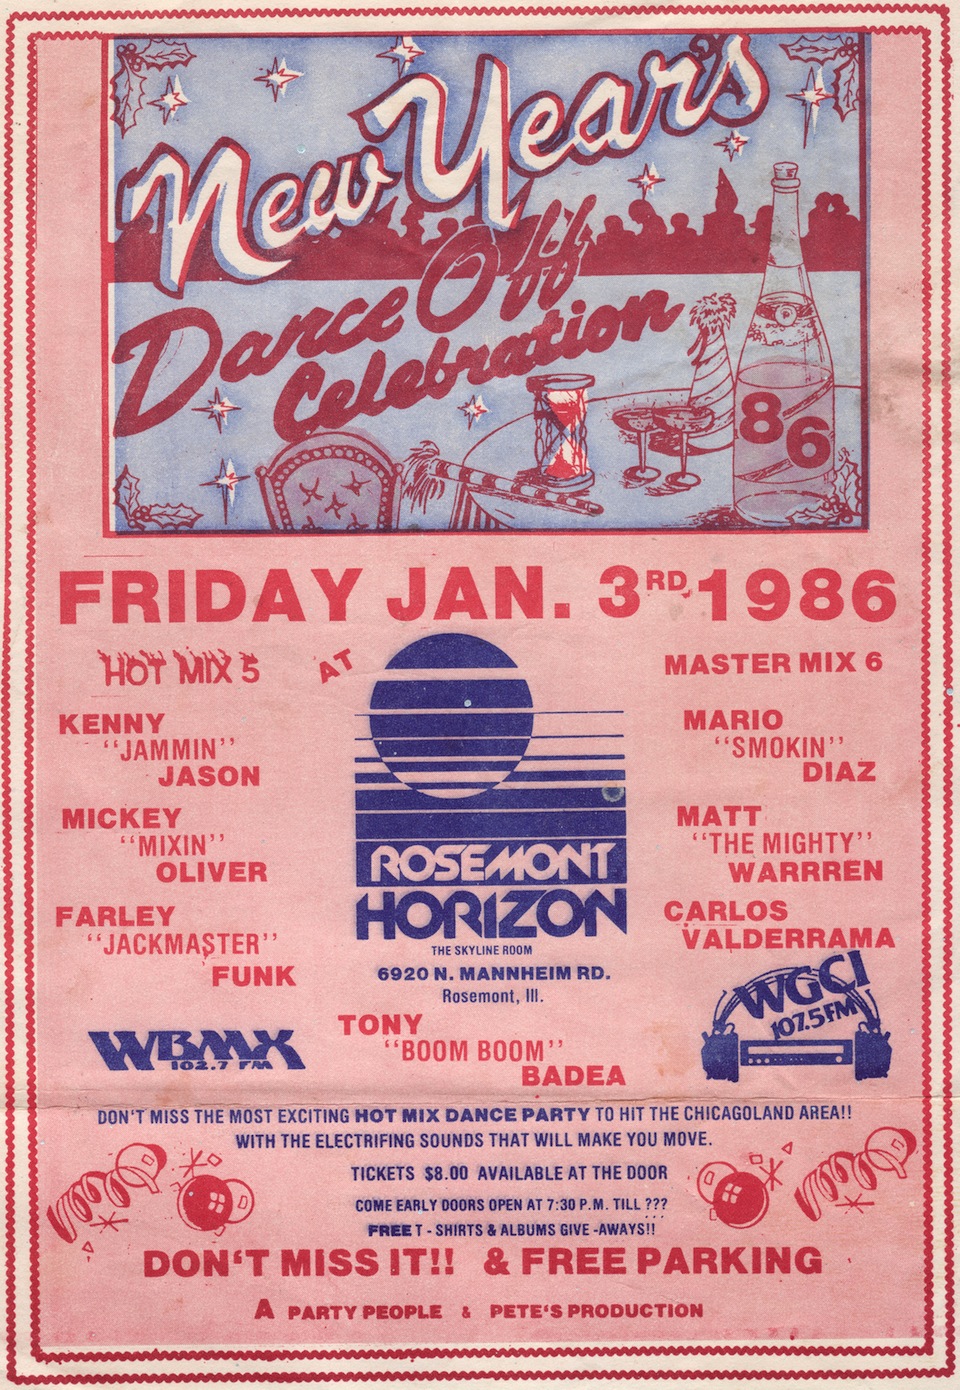 New Year's
Dance Off
Celebration
86
FRIDAY JAN. 3RD 1986
HOT MIX 5
AT
MASTER MIX 6
KENNY
"JAMMIN"
JASON
MICKEY
"MIXIN"
OLIVER
FARLEY
"JACKMASTER"
FUNK
WBMX
102.7 FM
ROSEMONT
HORIZON
THE SKYLINE ROOM
6920 N. MANNHEIM RD.
Rosemont, Ill.
TONY
"BOOM BOOM"
BADEA
MARIO
"SMOKIN"
DIAZ
MATT
"THE MIGHTY"
WARRREN
CARLOS
VALDERRAMA
WGCI
107.5 FM
DON'T MISS THE MOST EXCITING HOT MIX DANCE PARTY TO HIT THE CHICAGOLAND AREA!!
WITH THE ELECTRIFING SOUNDS THAT WILL MAKE YOU MOVE.
TICKETS $8.00 AVAILABLE AT THE DOOR
COME EARLY DOORS OPEN AT 7:30 P.M. TILL ???
FREE T - SHIRTS & ALBUMS GIVE -AWAYS!!
DON'T MISS IT!! & FREE PARKING
A PARTY PEOPLE & PETE'S PRODUCTION